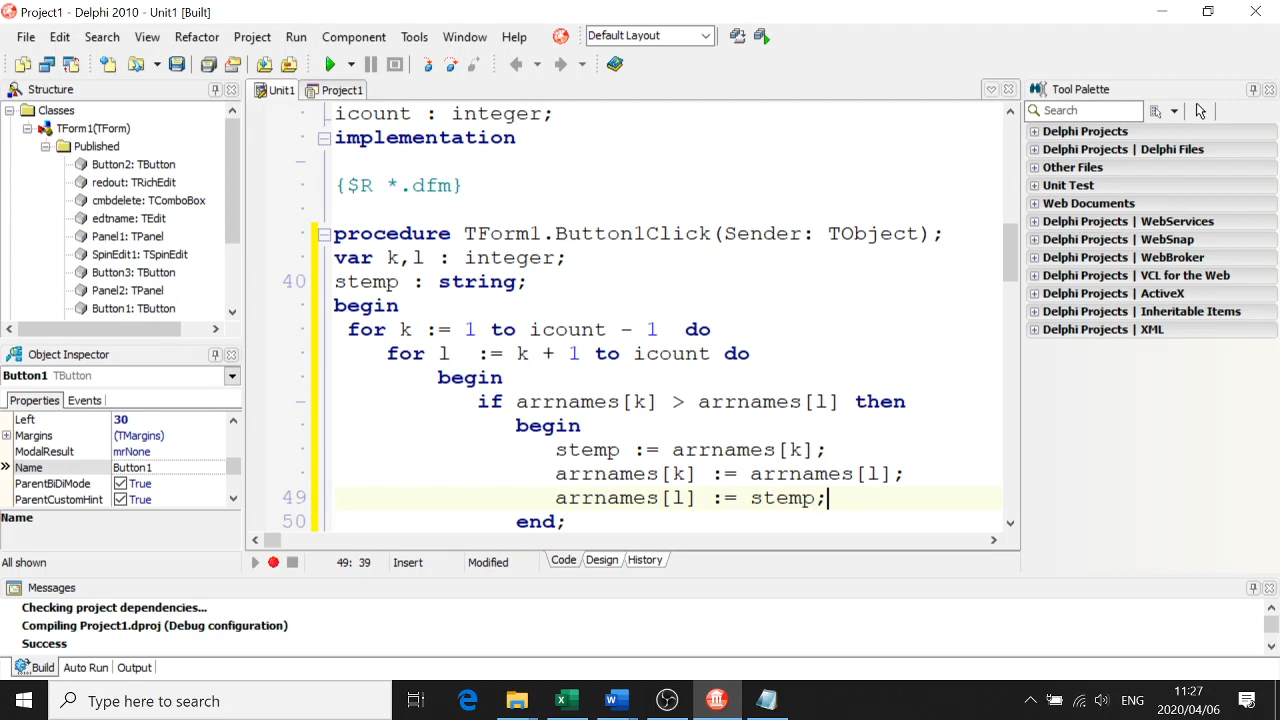 Project1 - Delphi 2010 - Unit1 [Built]
File Edit Search View Refactor Project Run Component Tools Window Help Default Layout
Structure
Classes
TForm1(TForm)
Published
Button2: TButton
redout: TRichEdit
cmbdelete: TComboBox
edtname: TEdit
Panel1: TPanel
SpinEdit1: TSpinEdit
Button3: TButton
Panel2: TPanel
Button1: TButton
Object Inspector
Button1 TButton
Properties Events
Left 30
Margins (TMargins)
ModalResult mrNone
Name Button1
ParentBiDiMode True
ParentCustomHint True
Name
All shown
Unit1 Project1
icount : integer;
implementation
{$R *.dfm}
procedure TForm1.Button1Click(Sender: TObject);
var k,l : integer;
40 stemp : string;
begin
for k := 1 to icount - 1 do
for l := k + 1 to icount do
begin
if arrnames[k] > arrnames[l] then
begin
stemp := arrnames[k];
arrnames[k] := arrnames[l];
49 arrnames[l] := stemp;
50 end;
49: 39 Insert Modified Code Design History
Tool Palette
Search
Delphi Projects
Delphi Projects | Delphi Files
Other Files
Unit Test
Web Documents
Delphi Projects | WebServices
Delphi Projects | WebSnap
Delphi Projects | WebBroker
Delphi Projects | VCL for the Web
Delphi Projects | ActiveX
Delphi Projects | Inheritable Items
Delphi Projects | XML
Messages
Checking project dependencies...
Compiling Project1.dproj (Debug configuration)
Success
Build Auto Run Output
Type here to search
ENG
11:27
2020/04/06